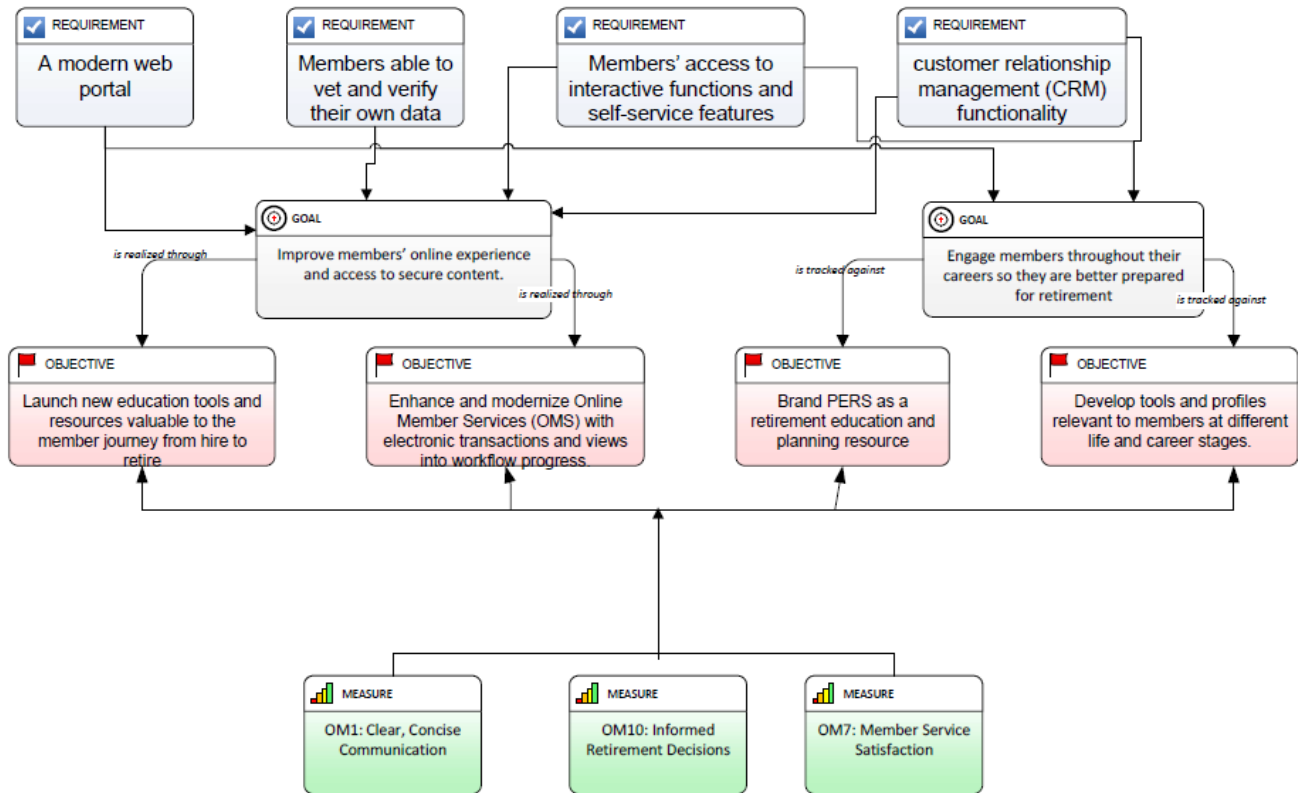 REQUIREMENT
A modern web
portal
REQUIREMENT
Members able to
vet and verify
their own data
REQUIREMENT
Members’ access to
interactive functions and
self-service features
REQUIREMENT
customer relationship
management (CRM)
functionality
GOAL
Improve members’ online experience
and access to secure content.
GOAL
Engage members throughout their
careers so they are better prepared
for retirement
is realized through
is realized through
is tracked against
is tracked against
OBJECTIVE
Launch new education tools and
resources valuable to the
member journey from hire to
retire
OBJECTIVE
Enhance and modernize Online
Member Services (OMS) with
electronic transactions and views
into workflow progress.
OBJECTIVE
Brand PERS as a
retirement education and
planning resource
OBJECTIVE
Develop tools and profiles
relevant to members at different
life and career stages.
MEASURE
OM1: Clear, Concise
Communication
MEASURE
OM10: Informed
Retirement Decisions
MEASURE
OM7: Member Service
Satisfaction